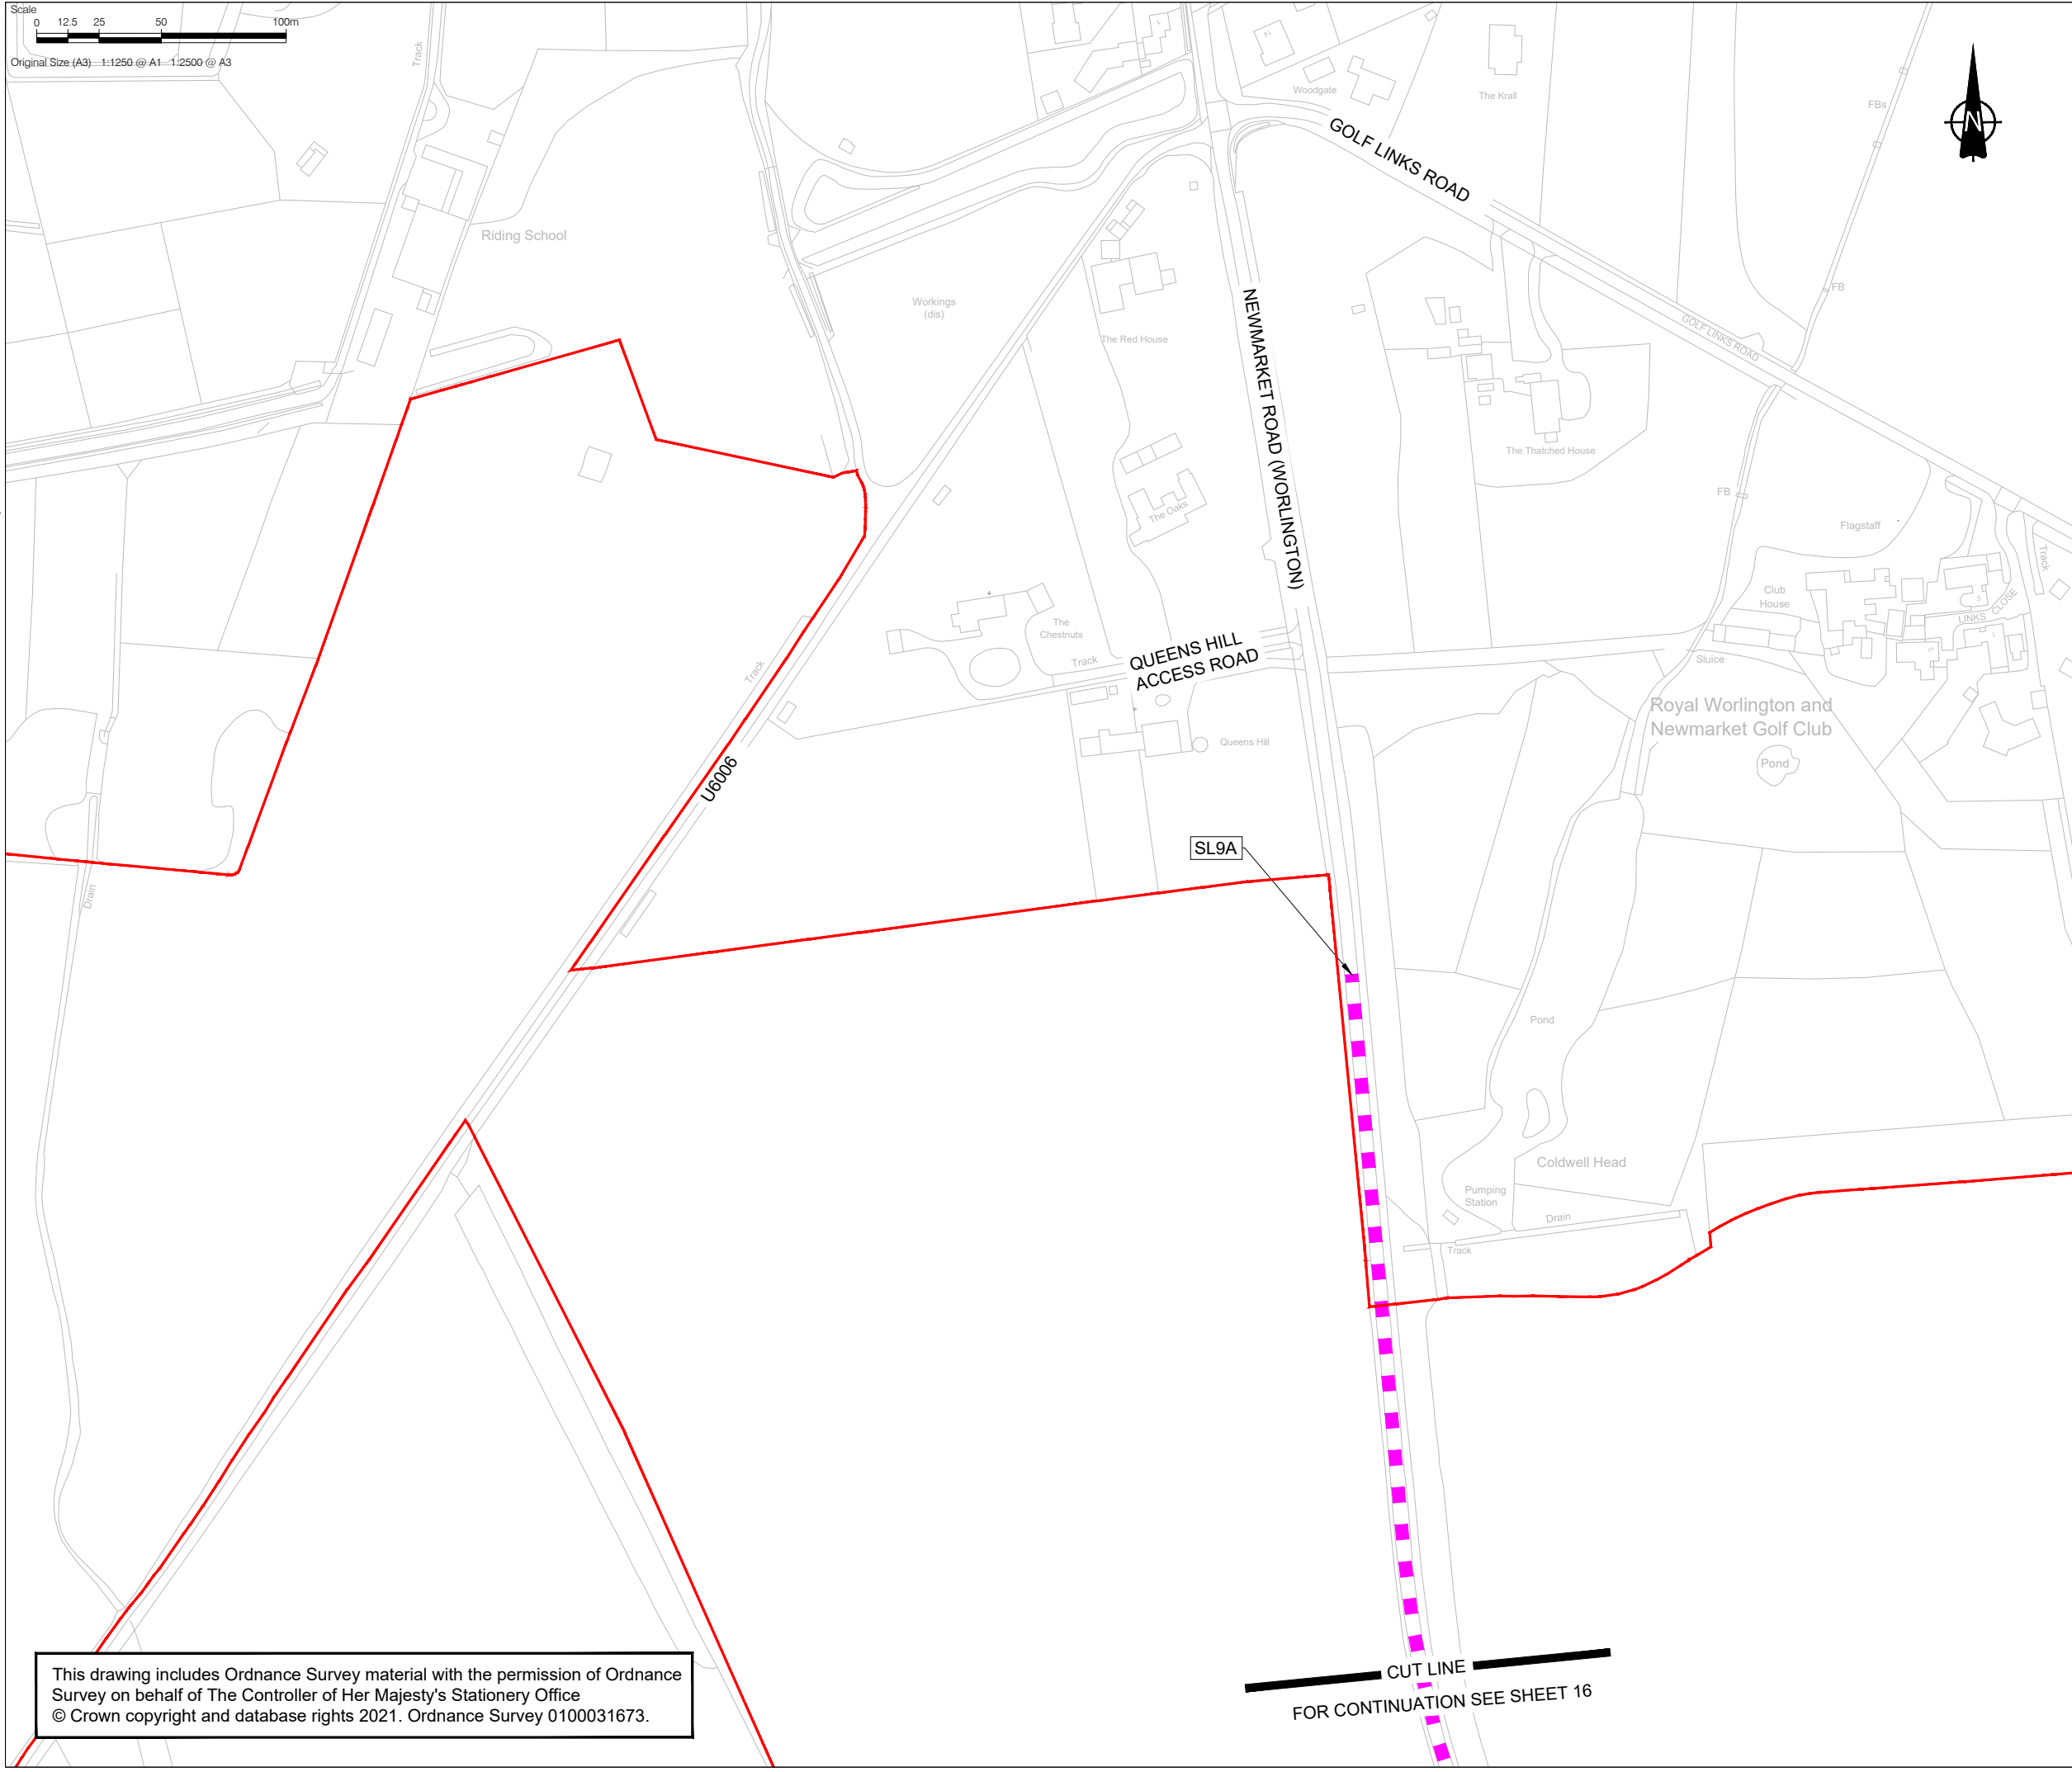 Scale
0 12.5 25 50 100m
Original Size (A3) 1:1250 @ A1 1:2500 @ A3
Track
14
1
Woodgate
The Krall
FBs
N
GOLF LINKS ROAD
Riding School
Workings
(dis)
FB
GOLF LINKS ROAD
The Red House
NEWMARKET ROAD (WORLINGTON)
The Thatched House
FB
The Oaks
Flagstaff
Track
Club
House
3
LINKS CLOSE
1
2
The
Chestnuts
Track
QUEENS HILL
ACCESS ROAD
Sluice
Track
Royal Worlington and
Newmarket Golf Club
Queens Hill
Pond
U6006
SL9A
Drain
Pond
Coldwell Head
Pumping
Station
Drain
Track
This drawing includes Ordnance Survey material with the permission of Ordnance
Survey on behalf of The Controller of Her Majesty's Stationery Office
© Crown copyright and database rights 2021. Ordnance Survey 0100031673.
CUT LINE
FOR CONTINUATION SEE SHEET 16